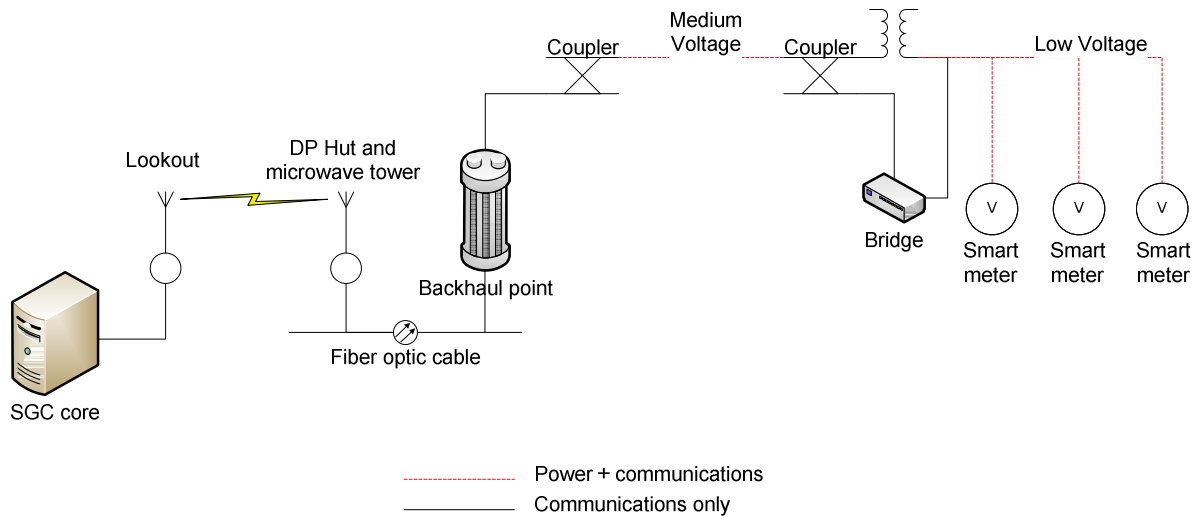 Medium
Voltage
Coupler
Coupler
Low Voltage
Lookout
DP Hut and
microwave tower
V
V
V
Bridge
Smart
meter
Smart
meter
Smart
meter
Backhaul point
Fiber optic cable
SGC core
Power + communications
Communications only